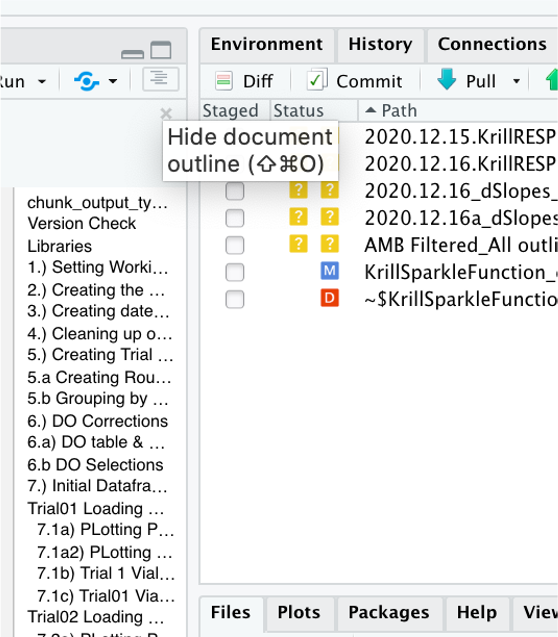 Environment History Connections
un
Diff Commit Pull
Staged Status Path
Hide document
outline (⇧⌘O)
2020.12.15.KrillRESP
2020.12.16.KrillRESP
? ? 2020.12.16_dSlopes_
? ? 2020.12.16a_dSlopes
? ? AMB Filtered_All outli
M KrillSparkleFunction_
D ~$KrillSparkleFunctio
chunk_output_ty...
Version Check
Libraries
1.) Setting Worki...
2.) Creating the ...
3.) Creating date...
4.) Cleaning up o...
5.) Creating Trial ...
5.a Creating Rou...
5.b Grouping by ...
6.) DO Corrections
6.a) DO table & ...
6.b DO Selections
7.) Initial Datafra...
Trial01 Loading ...
7.1a) PLotting P...
7.1a2) PLotting ...
7.1b) Trial 1 Vial...
7.1c) Trial01 Via...
Trial02 Loading ...
Files Plots Packages Help View